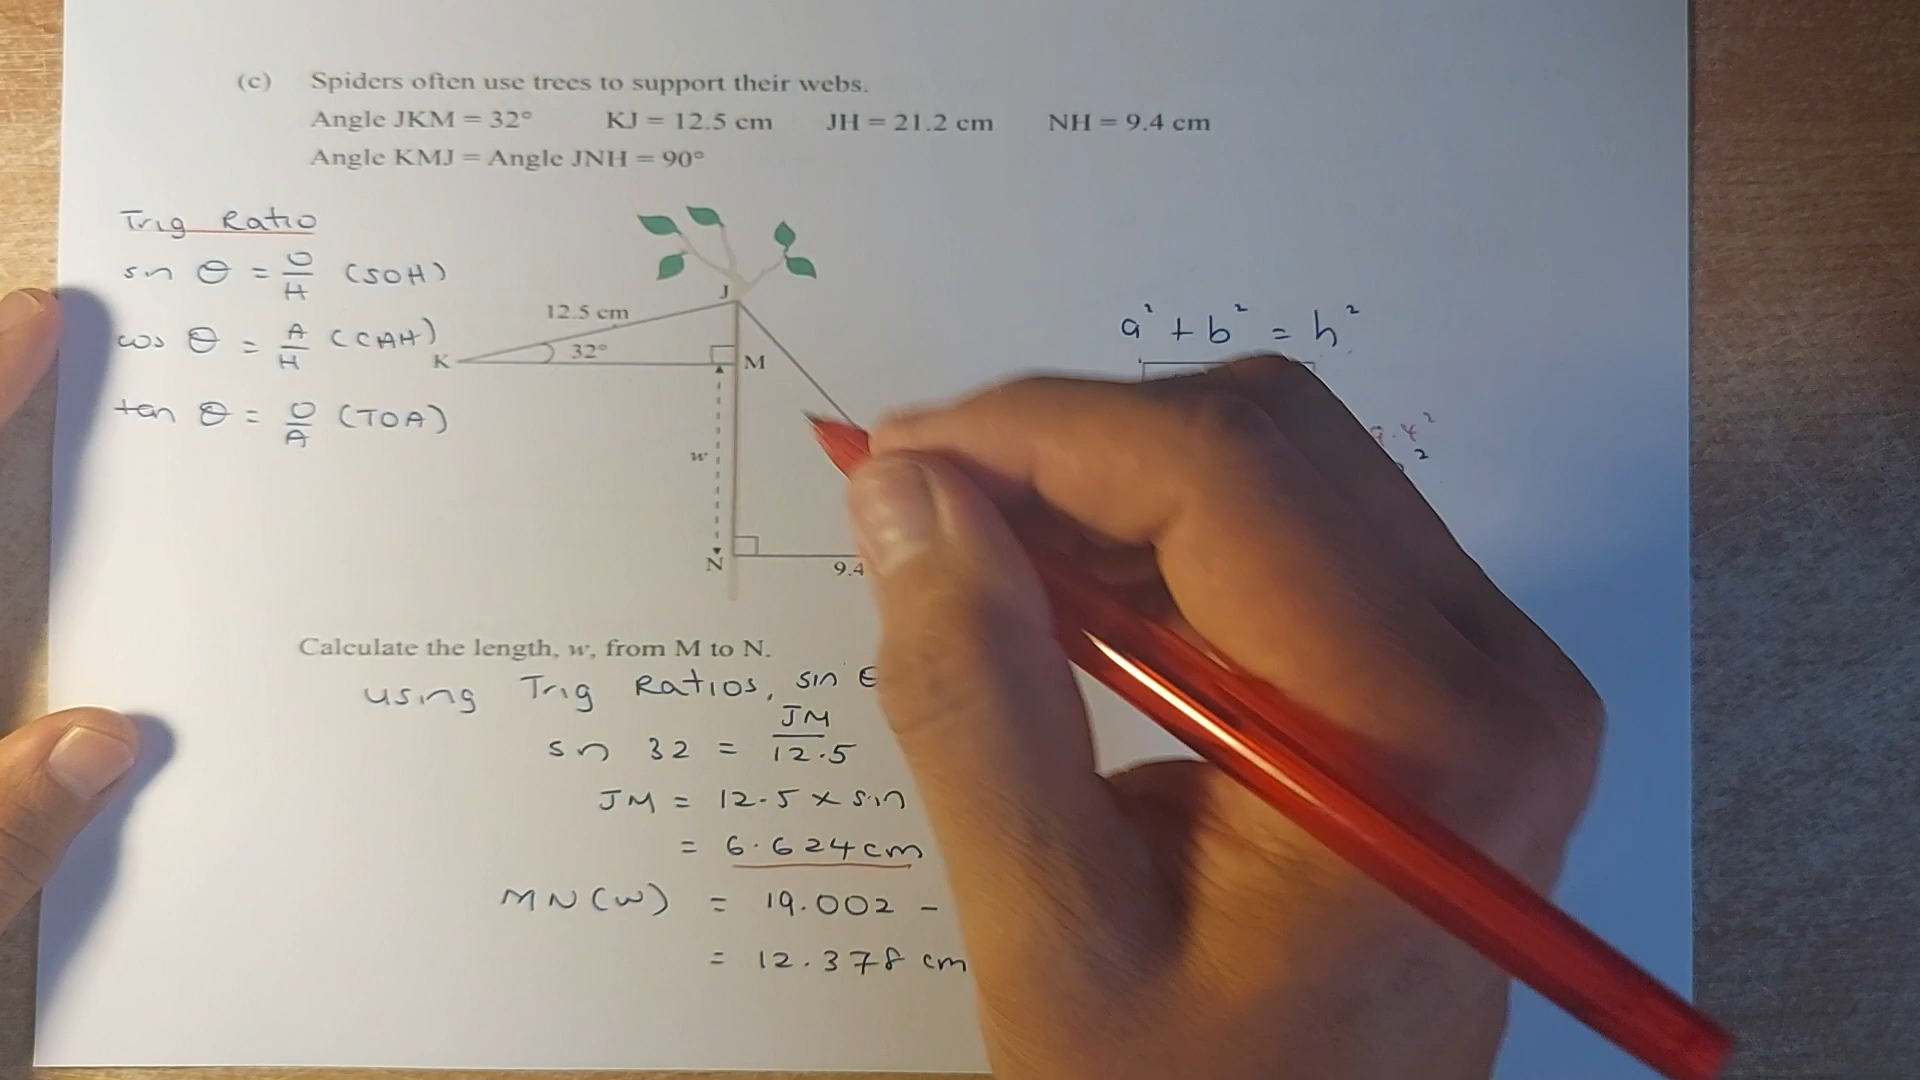 (c) Spiders often use trees to support their webs.
Angle JKM = 32° KJ = 12.5 cm JH = 21.2 cm NH = 9.4 cm
Angle KMJ = Angle JNH = 90°
Trig Ratio
sin θ = O/H (SOH)
cos θ = A/H (CAH)
tan θ = O/A (TOA)
J
12.5 cm
32°
K
M
w
N
9.4
a² + b² = h²
9.4²
2
Calculate the length, w, from M to N.
using Trig Ratios, sin
sin 32 = JM/12.5
JM = 12.5 x sin
= 6.624cm
MN(w) = 19.002 -
= 12.378 cm